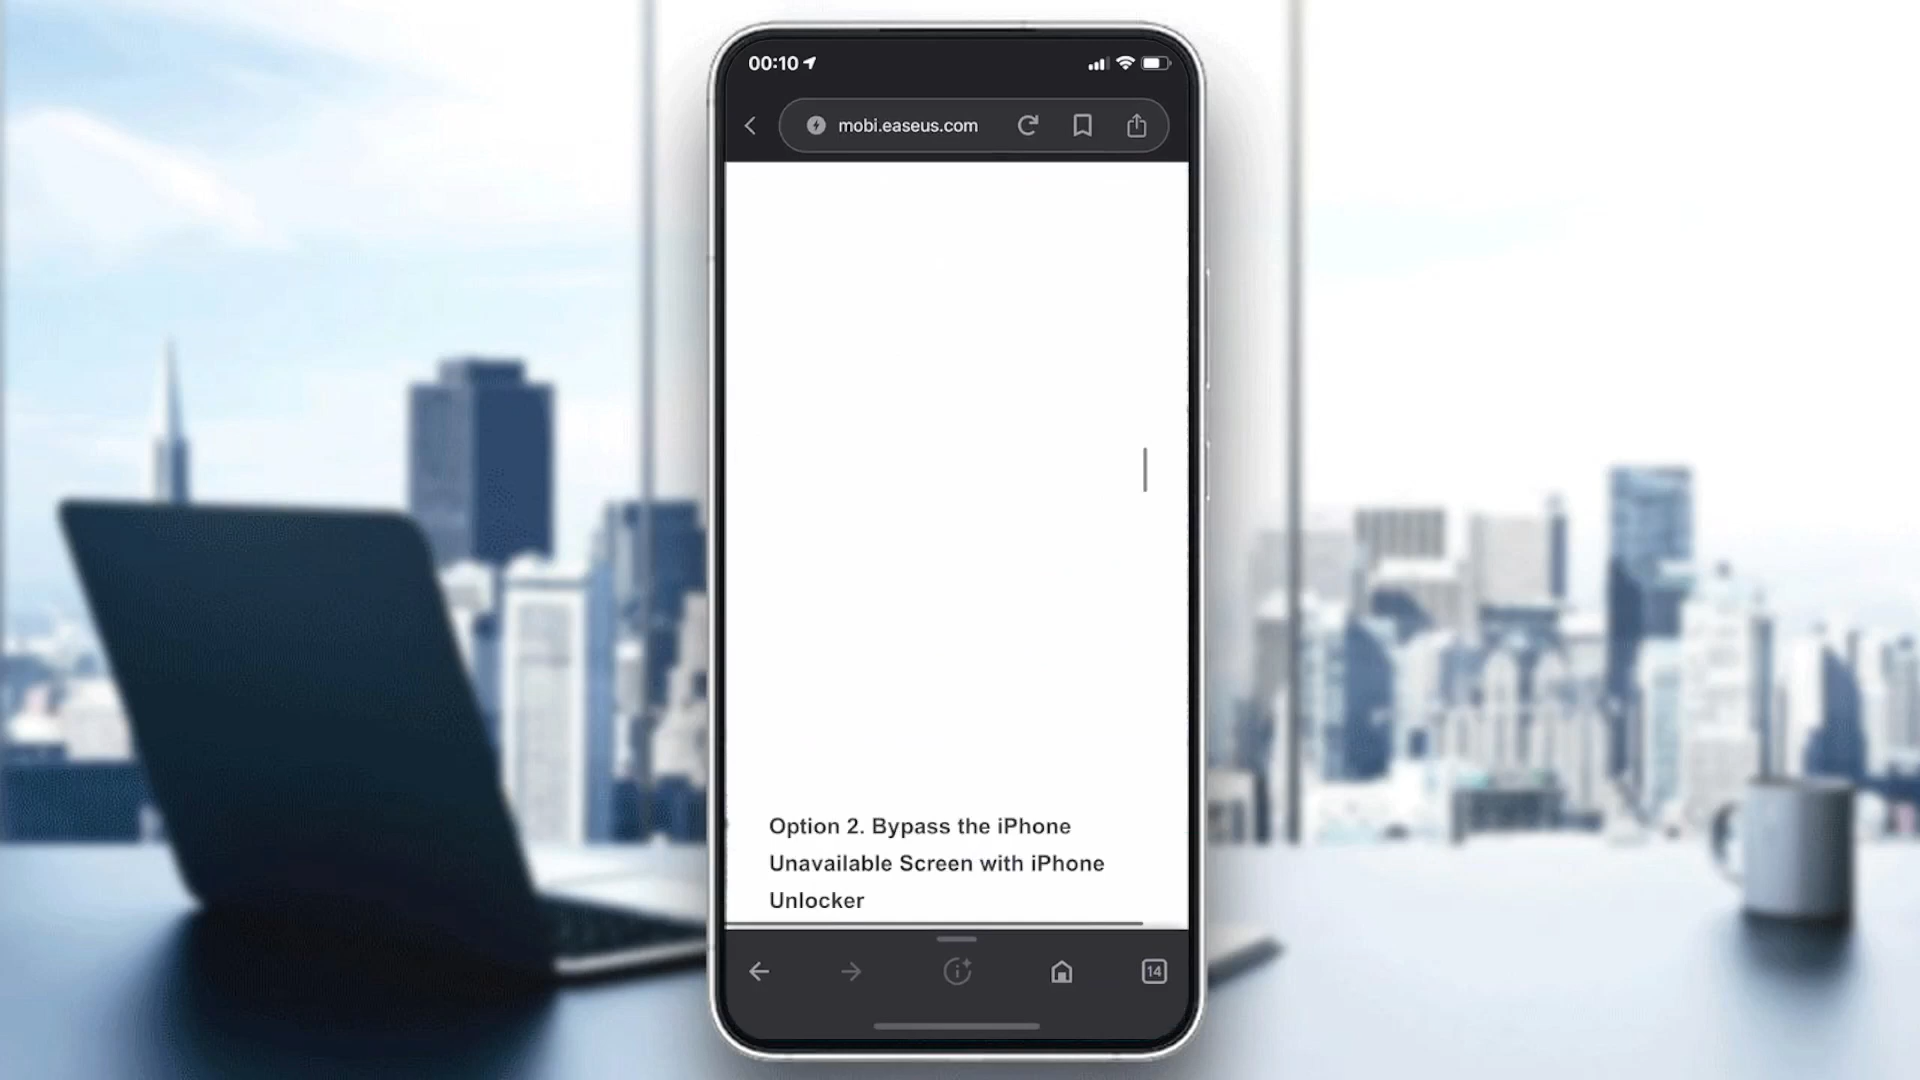 00:10
mobi.easeus.com
Option 2. Bypass the iPhone
Unavailable Screen with iPhone
Unlocker
14